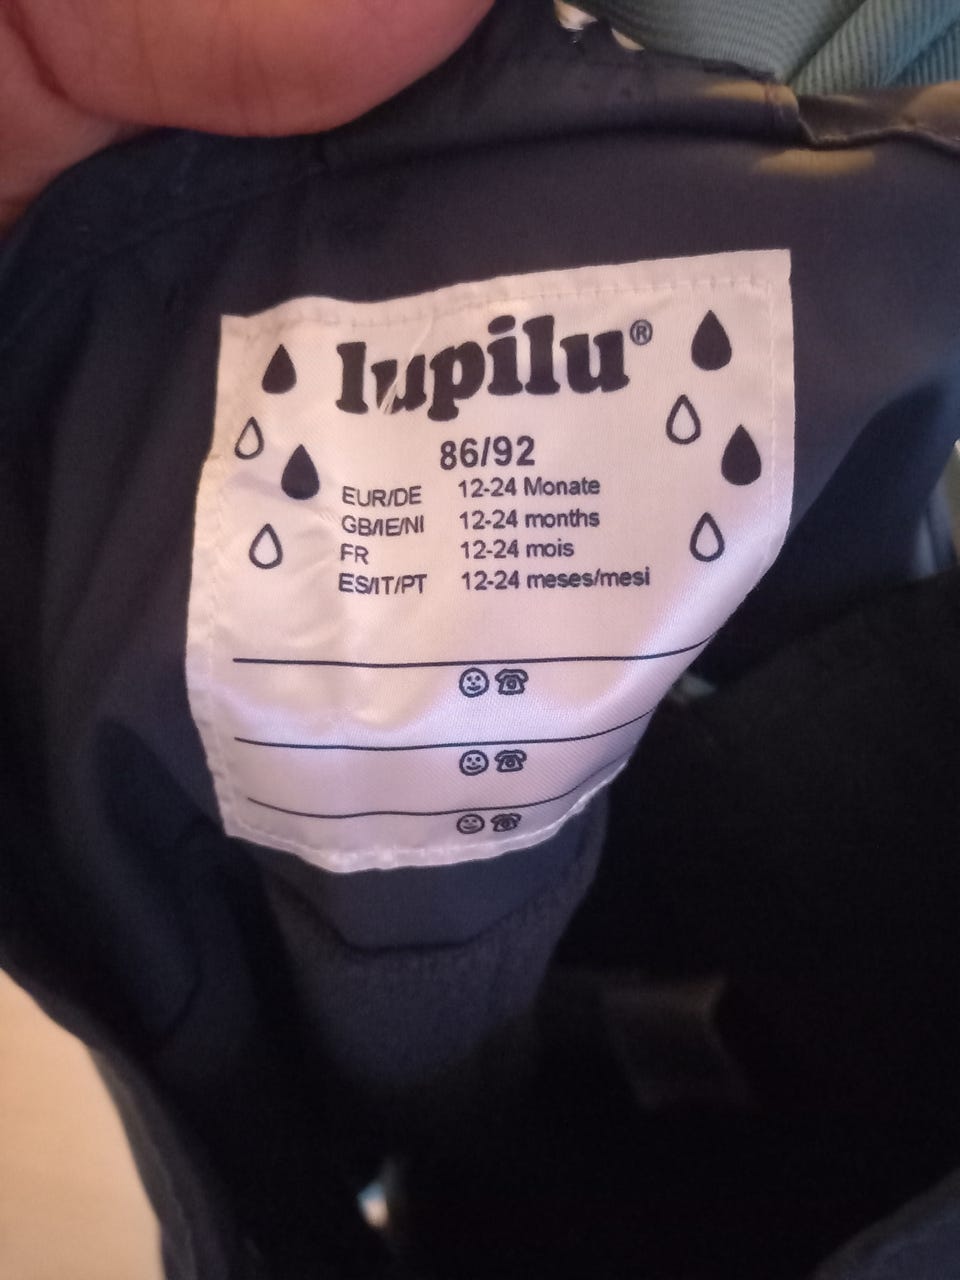 lupilu®
86/92
EUR/DE 12-24 Monate
GB/IE/NI 12-24 months
FR 12-24 mois
ES/IT/PT 12-24 meses/mesi